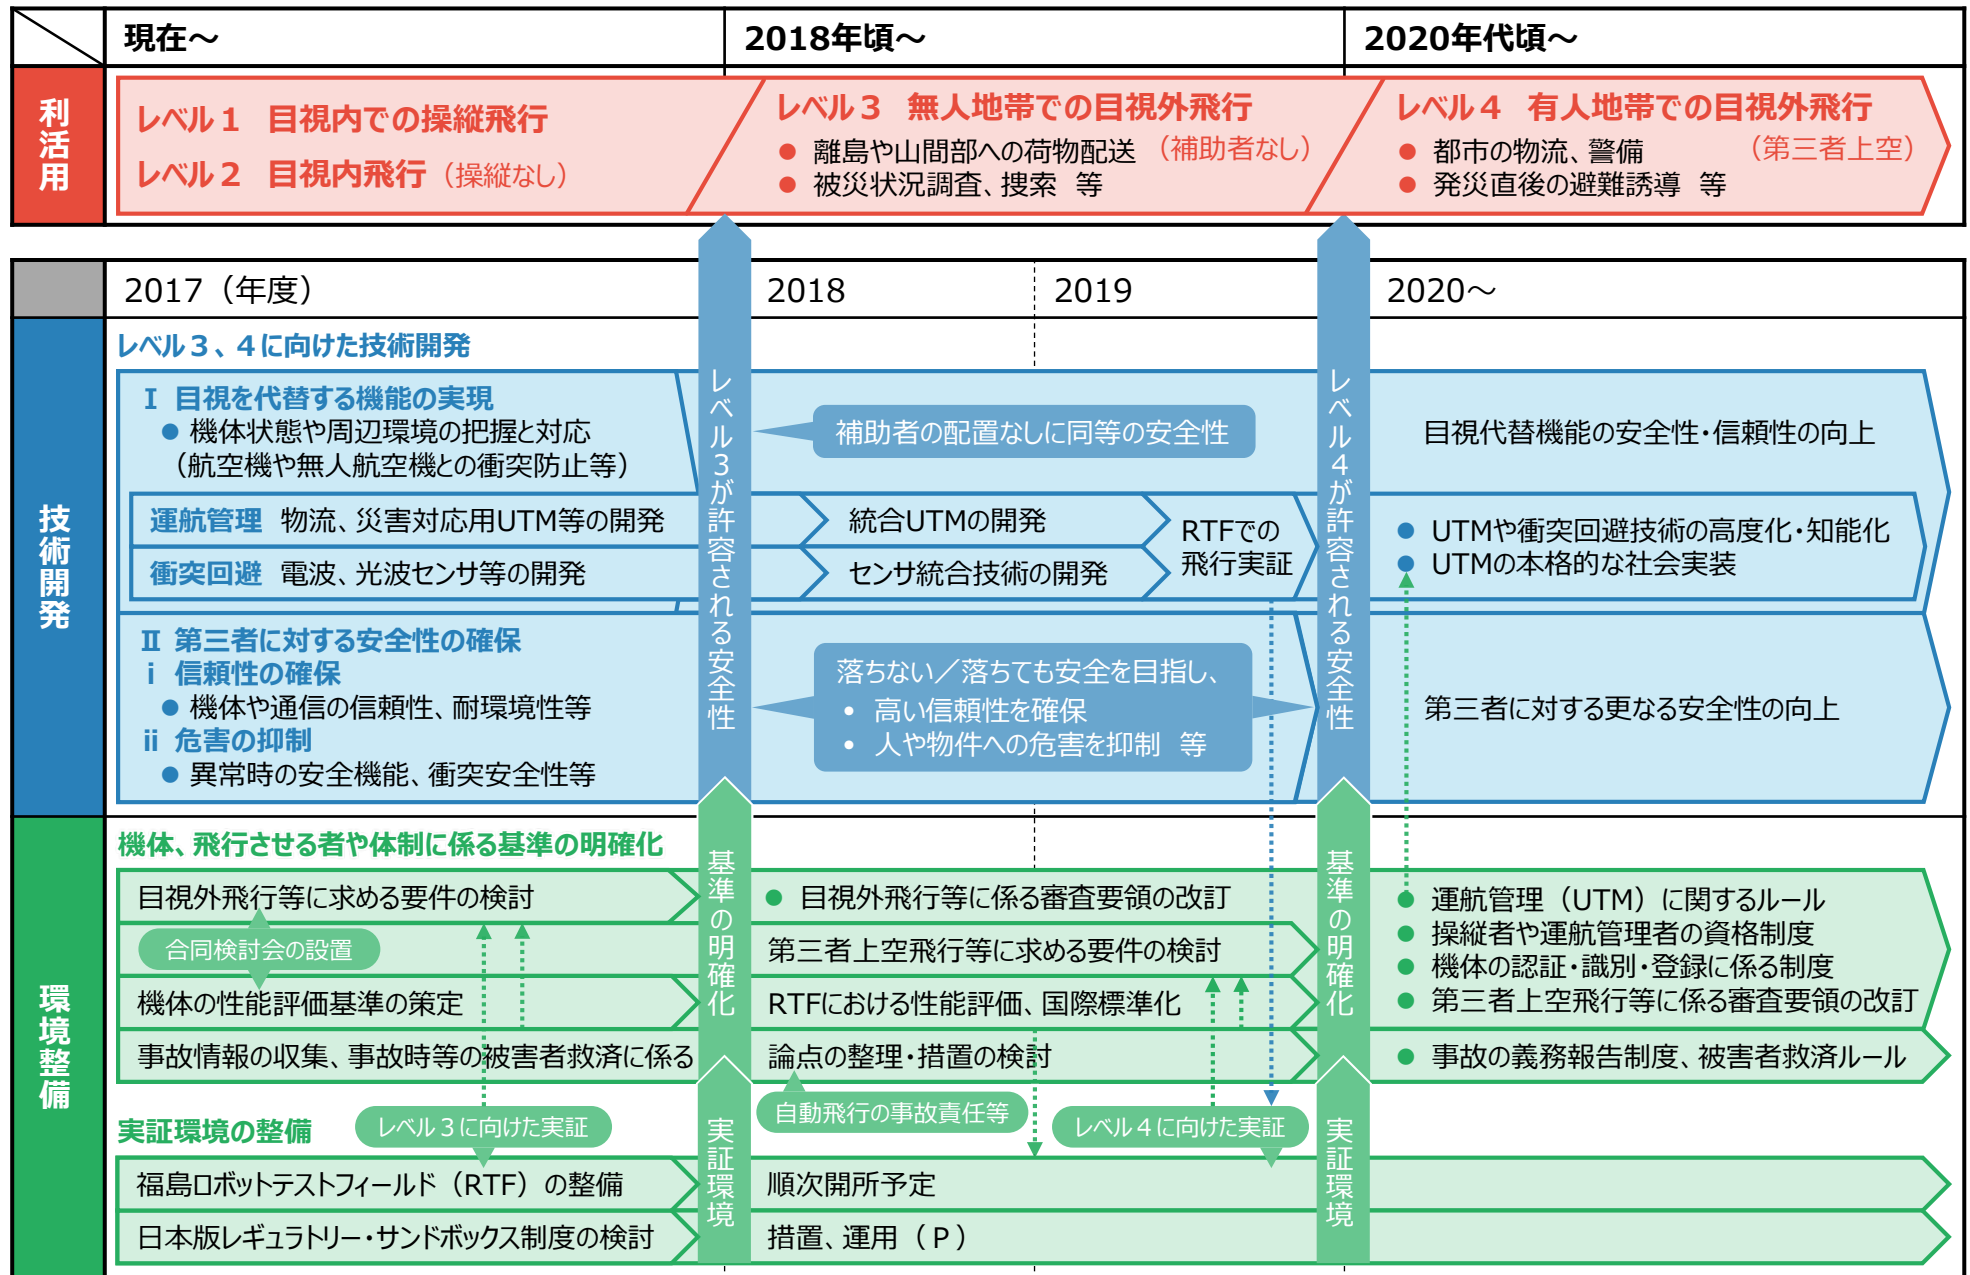 現在～
2018年頃～
2020年代頃～
利活用
レベル１　目視内での操縦飛行
レベル２　目視内飛行（操縦なし）
レベル３　無人地帯での目視外飛行
（補助者なし）
● 離島や山間部への荷物配送
● 被災状況調査、捜索　等
レベル４　有人地帯での目視外飛行
（第三者上空）
● 都市の物流、警備
● 発災直後の避難誘導　等
2017（年度）
2018
2019
2020～
技術開発
レベル３、４に向けた技術開発
Ⅰ 目視を代替する機能の実現
● 機体状態や周辺環境の把握と対応
（航空機や無人航空機との衝突防止等）
補助者の配置なしに同等の安全性
目視代替機能の安全性・信頼性の向上
運航管理 物流、災害対応用UTM等の開発
統合UTMの開発
衝突回避 電波、光波センサ等の開発
センサ統合技術の開発
RTFでの
飛行実証
● UTMや衝突回避技術の高度化・知能化
● UTMの本格的な社会実装
Ⅱ 第三者に対する安全性の確保
ⅰ 信頼性の確保
● 機体や通信の信頼性、耐環境性等
ⅱ 危害の抑制
● 異常時の安全機能、衝突安全性等
落ちない／落ちても安全を目指し、
• 高い信頼性を確保
• 人や物件への危害を抑制　等
第三者に対する更なる安全性の向上
レベル３が許容される安全性
レベル４が許容される安全性
環境整備
機体、飛行させる者や体制に係る基準の明確化
目視外飛行等に求める要件の検討
● 目視外飛行等に係る審査要領の改訂
合同検討会の設置
第三者上空飛行等に求める要件の検討
機体の性能評価基準の策定
RTFにおける性能評価、国際標準化
事故情報の収集、事故時等の被害者救済に係る
論点の整理・措置の検討
● 運航管理（UTM）に関するルール
● 操縦者や運航管理者の資格制度
● 機体の認証・識別・登録に係る制度
● 第三者上空飛行等に係る審査要領の改訂
● 事故の義務報告制度、被害者救済ルール
基準の明確化
基準の明確化
実証環境の整備
レベル３に向けた実証
自動飛行の事故責任等
レベル４に向けた実証
福島ロボットテストフィールド（RTF）の整備
順次開所予定
日本版レギュラトリー・サンドボックス制度の検討
措置、運用（Ｐ）
実証環境
実証環境